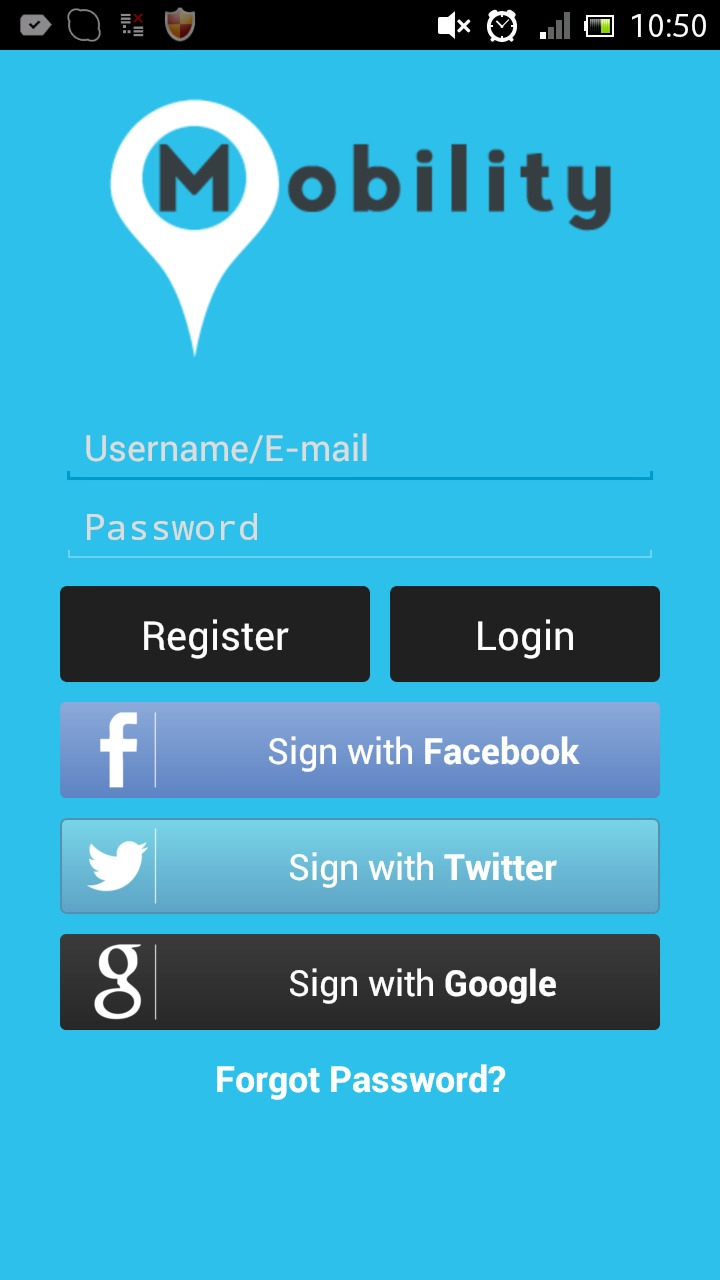 10:50
Mobility
Username/E-mail
Password
Register
Login
Sign with Facebook
Sign with Twitter
Sign with Google
Forgot Password?